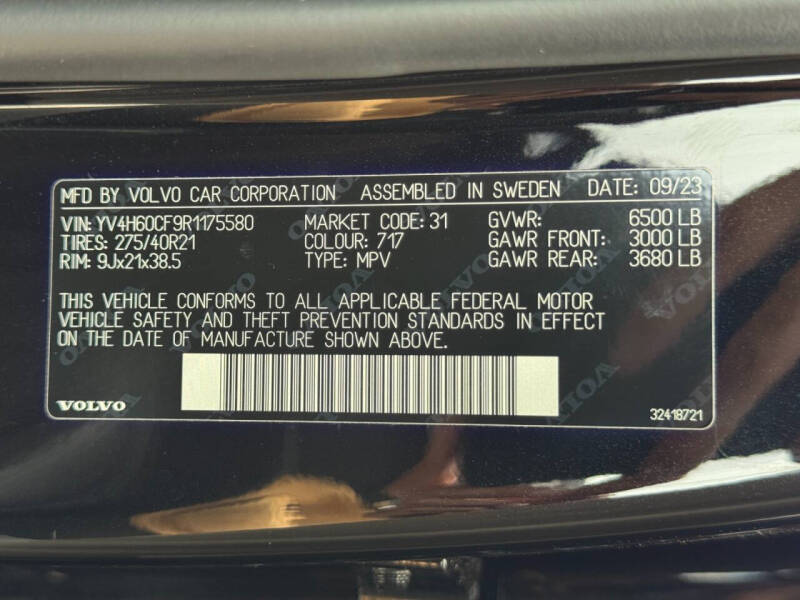 MFD BY VOLVO CAR CORPORATION ASSEMBLED IN SWEDEN DATE: 09/23
VIN: YV4H60CF9R1175580 MARKET CODE: 31 GVWR: 6500 LB
TIRES: 275/40R21 COLOUR: 717 GAWR FRONT: 3000 LB
RIM: 9Jx21x38.5 TYPE: MPV GAWR REAR: 3680 LB
THIS VEHICLE CONFORMS TO ALL APPLICABLE FEDERAL MOTOR
VEHICLE SAFETY AND THEFT PREVENTION STANDARDS IN EFFECT
ON THE DATE OF MANUFACTURE SHOWN ABOVE.
VOLVO 32418721